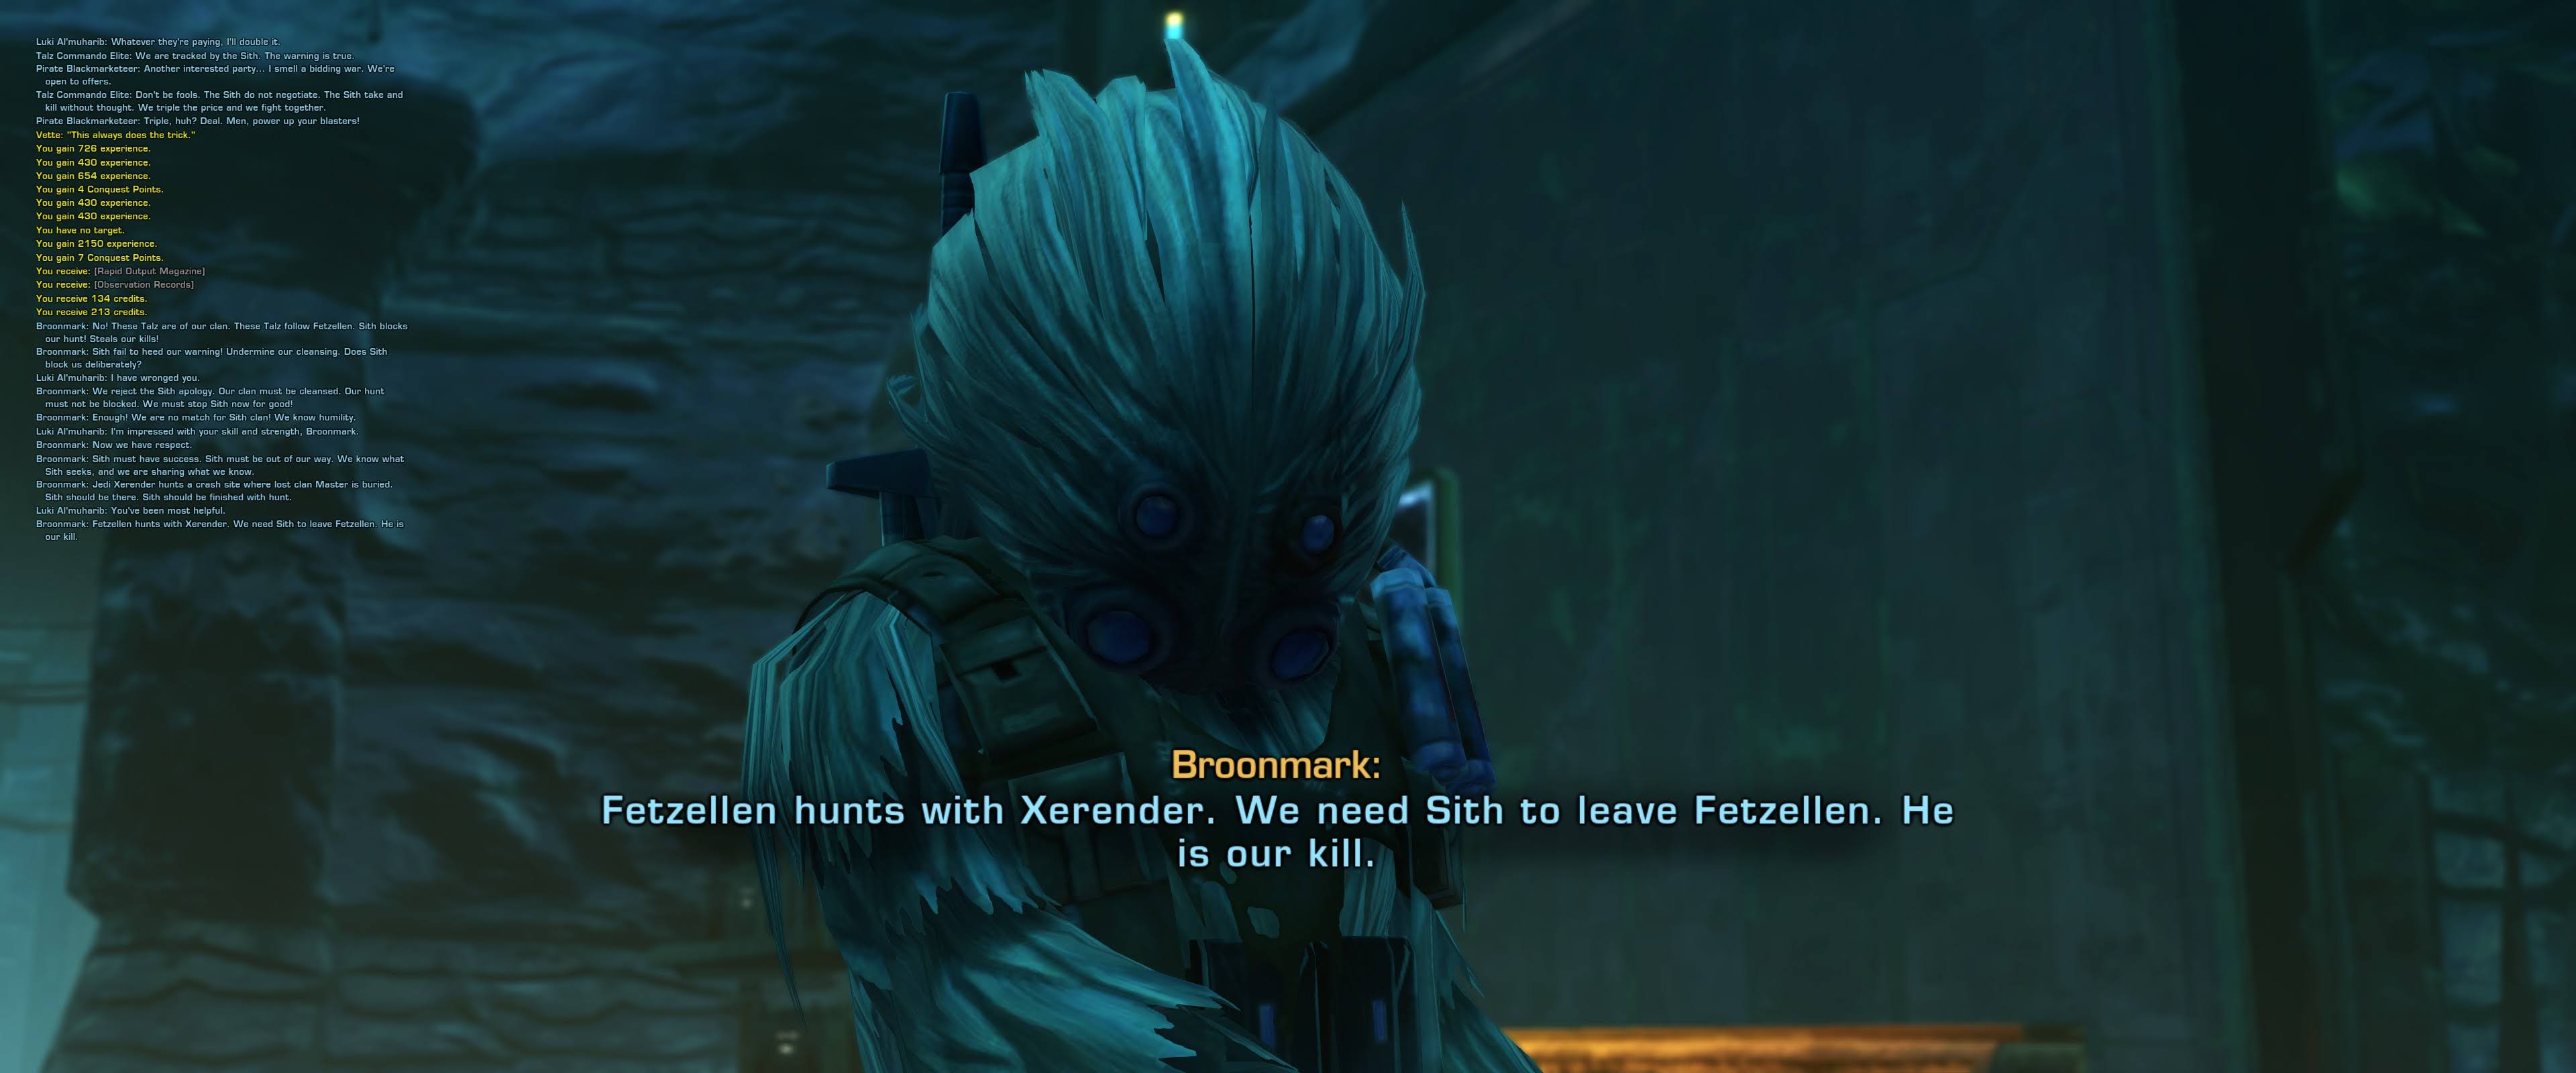 Luki Al'muharib: Whatever they're paying, I'll double it.
Talz Commando Elite: We are tracked by the Sith. The warning is true.
Pirate Blackmarketeer: Another interested party... I smell a bidding war. We're
open to offers.
Talz Commando Elite: Don't be fools. The Sith do not negotiate. The Sith take and
kill without thought. We triple the price and we fight together.
Pirate Blackmarketeer: Triple, huh? Deal. Men, power up your blasters!
Vette: "This always does the trick."
You gain 726 experience.
You gain 430 experience.
You gain 654 experience.
You gain 4 Conquest Points.
You gain 430 experience.
You gain 430 experience.
You have no target.
You gain 2150 experience.
You gain 7 Conquest Points.
You receive: [Rapid Output Magazine]
You receive: [Observation Records]
You receive 134 credits.
You receive 213 credits.
Broonmark: No! These Talz are of our clan. These Talz follow Fetzellen. Sith blocks
our hunt! Steals our kills!
Broonmark: Sith fail to heed our warning! Undermine our cleansing. Does Sith
block us deliberately?
Luki Al'muharib: I have wronged you.
Broonmark: We reject the Sith apology. Our clan must be cleansed. Our hunt
must not be blocked. We must stop Sith now for good!
Broonmark: Enough! We are no match for Sith clan! We know humility.
Luki Al'muharib: I'm impressed with your skill and strength, Broonmark.
Broonmark: Now we have respect.
Broonmark: Sith must have success. Sith must be out of our way. We know what
Sith seeks, and we are sharing what we know.
Broonmark: Jedi Xerender hunts a crash site where lost clan Master is buried.
Sith should be there. Sith should be finished with hunt.
Luki Al'muharib: You've been most helpful.
Broonmark: Fetzellen hunts with Xerender. We need Sith to leave Fetzellen. He is
our kill.
Broonmark:
Fetzellen hunts with Xerender. We need Sith to leave Fetzellen. He
is our kill.